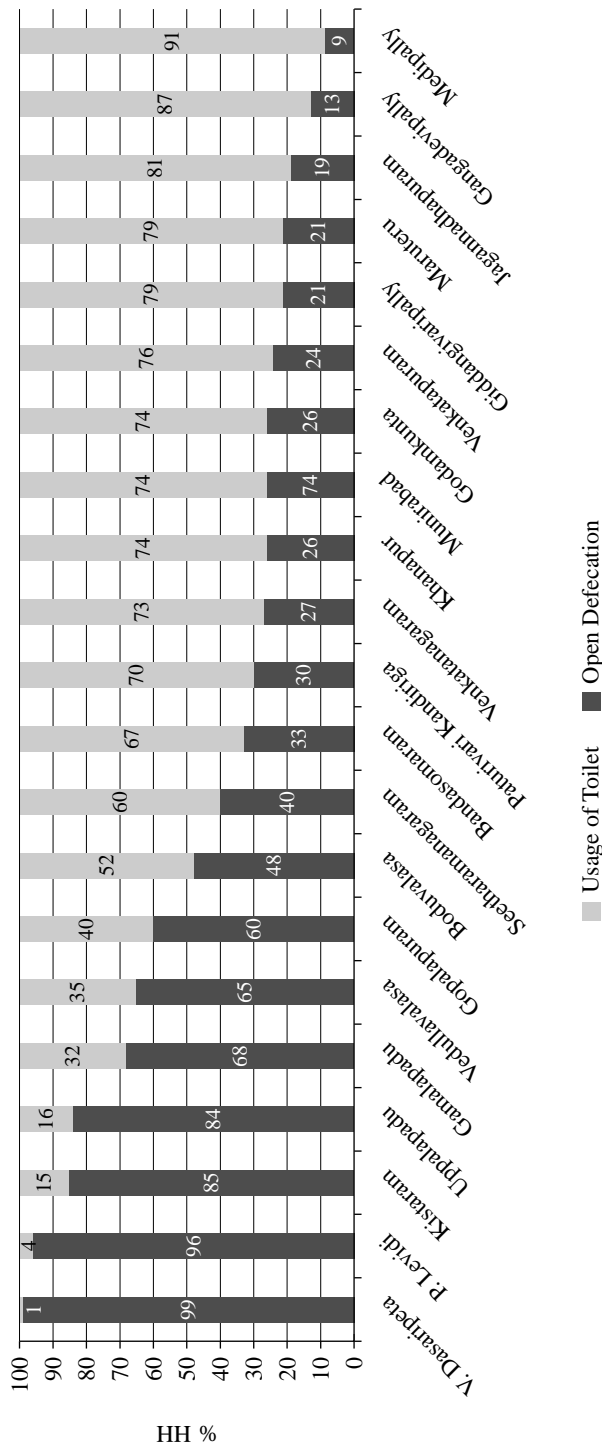 % HH
100
90
80
70
60
50
40
30
20
10
0
1 4 15 16 32 35 40 52 60 67 70 73 74 74 74 76 79 79 81 87 91
99 96 85 84 68 65 60 48 40 33 30 27 26 74 26 24 21 21 19 13 9
V. Dasaripeta
P. Levidi
Kistaram
Uppalapadu
Gamalapadu
Vedullavalasa
Gopalapuram
Boduvalasa
Seetharamanagaram
Bandasomaram
Paturivari Kandiriga
Venkatanagaram
Khanapur
Munirabad
Godamkunta
Venkatapuram
Giddangivaripally
Maruteru
Jagannadhapuram
Gangadevipally
Medipally
Usage of Toilet Open Defecation